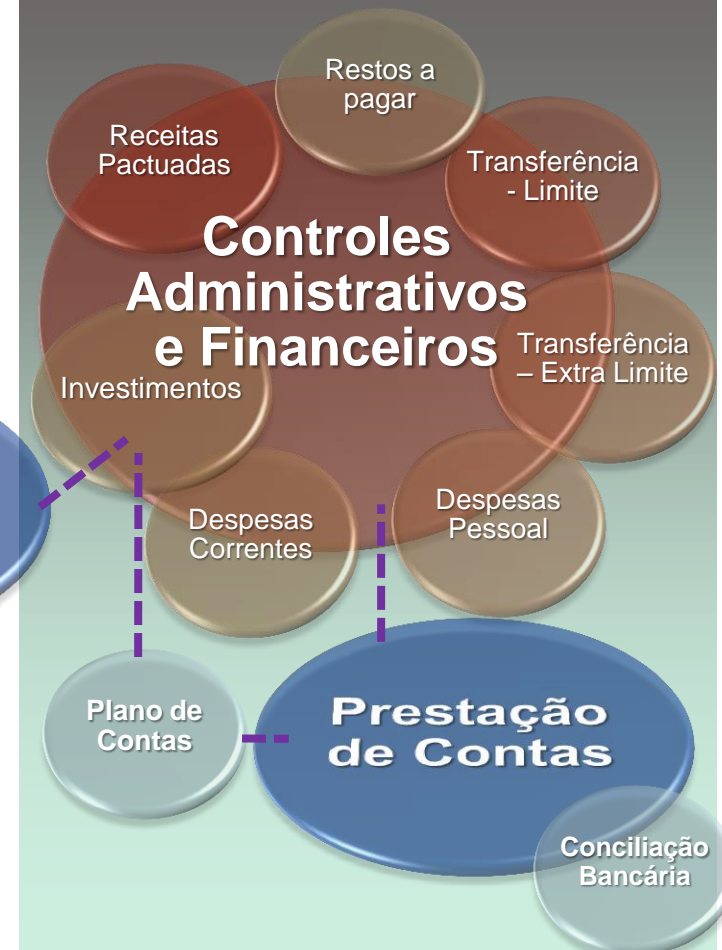 Restos a
pagar
Receitas
Pactuadas
Transferência
- Limite
Controles
Administrativos
e Financeiros
Transferência
– Extra Limite
Investimentos
Despesas
Correntes
Despesas
Pessoal
Plano de
Contas
Prestação
de Contas
Conciliação
Bancária